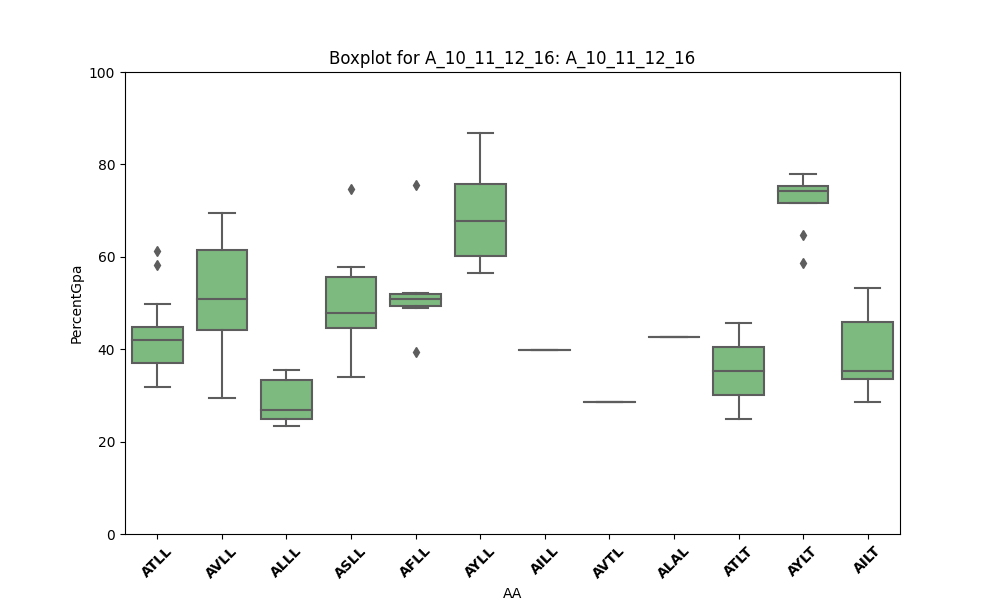 Boxplot for A_10_11_12_16: A_10_11_12_16
100
80
60
40
20
0
PercentGpa
ATLL AVLL ALLL ASLL AFLL AYLL AILL AVTL ALAL ATLT AYLT AILT
AA